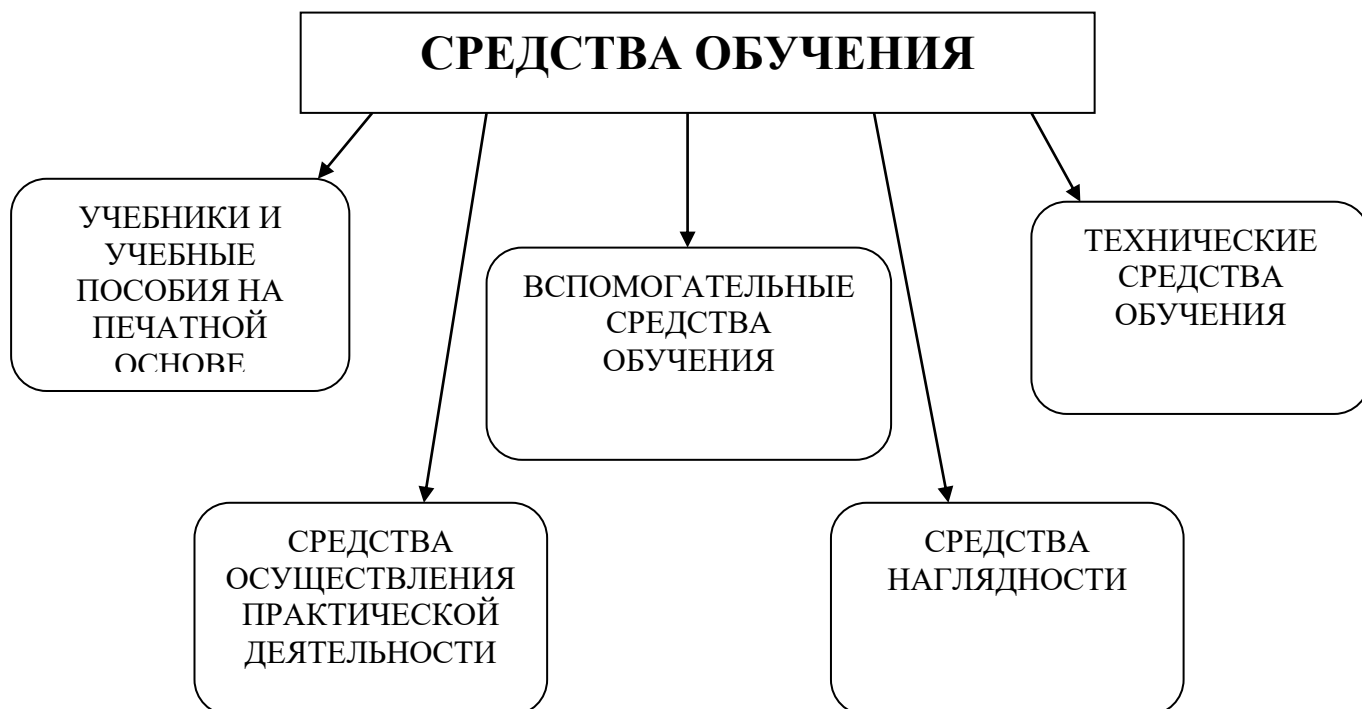 СРЕДСТВА ОБУЧЕНИЯ
УЧЕБНИКИ И
УЧЕБНЫЕ
ПОСОБИЯ НА
ПЕЧАТНОЙ
ОСНОВЕ
ВСПОМОГАТЕЛЬНЫЕ
СРЕДСТВА
ОБУЧЕНИЯ
ТЕХНИЧЕСКИЕ
СРЕДСТВА
ОБУЧЕНИЯ
СРЕДСТВА
ОСУЩЕСТВЛЕНИЯ
ПРАКТИЧЕСКОЙ
ДЕЯТЕЛЬНОСТИ
СРЕДСТВА
НАГЛЯДНОСТИ